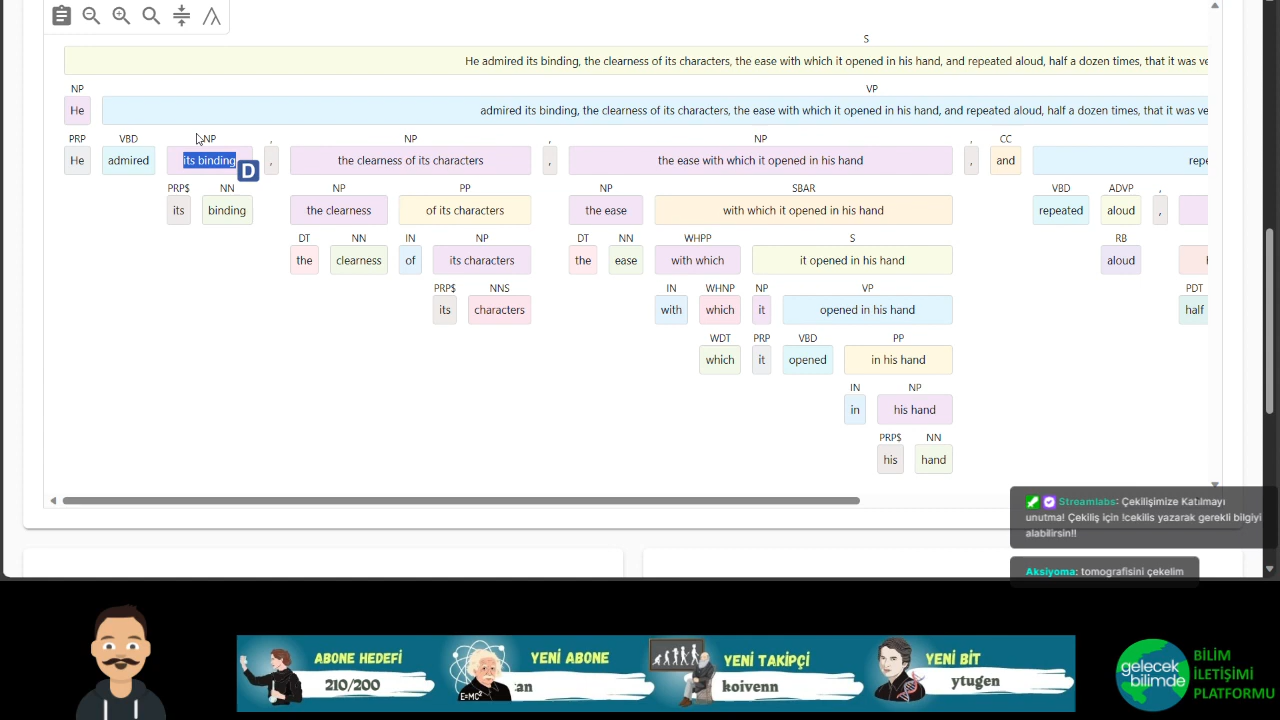 S
He admired its binding, the clearness of its characters, the ease with which it opened in his hand, and repeated aloud, half a dozen times, that it was ve
NP VP
He admired its binding, the clearness of its characters, the ease with which it opened in his hand, and repeated aloud, half a dozen times, that it was ve
PRP VBD NP , NP , NP , CC
He admired its binding , the clearness of its characters , the ease with which it opened in his hand , and repe
D
PRP$ NN NP PP NP SBAR VBD ADVP ,
its binding the clearness of its characters the ease with which it opened in his hand repeated aloud ,
DT NN IN NP DT NN WHPP S RB
the clearness of its characters the ease with which it opened in his hand aloud
PRP$ NNS IN WHNP NP VP PDT
its characters with which it opened in his hand half
WDT PRP VBD PP
which it opened in his hand
IN NP
in his hand
PRP$ NN
his hand
Streamlabs: Çekilişimize Katılmayı
unutma! Çekiliş için !cekilis yazarak gerekli bilgiyi
alabilirsin!!
Aksiyoma: tomografisini çekelim
ABONE HEDEFİ
210/200
E=MC²
YENİ ABONE
YENİ TAKİPÇİ
koivenn
YENİ BİT
ytugen
gelecek
bilimde
BİLİM
İLETİŞİMİ
PLATFORMU